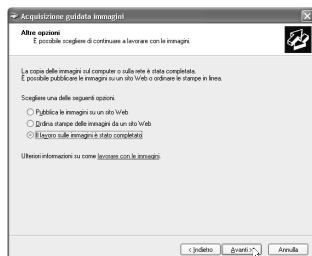 Acquisizione guidata immagini
Altre opzioni
È possibile scegliere di continuare a lavorare con le immagini.
La copia delle immagini sul computer o sulla rete è stata completata.
È possibile pubblicare le immagini su un sito Web o ordinare le stampe in linea.
Scegliere una delle seguenti opzioni.
Pubblica le immagini su un sito Web
Ordina stampe delle immagini da un sito Web
Il lavoro sulle immagini è stato completato
Ulteriori informazioni su come lavorare con le immagini.
< Indietro Avanti > Annulla